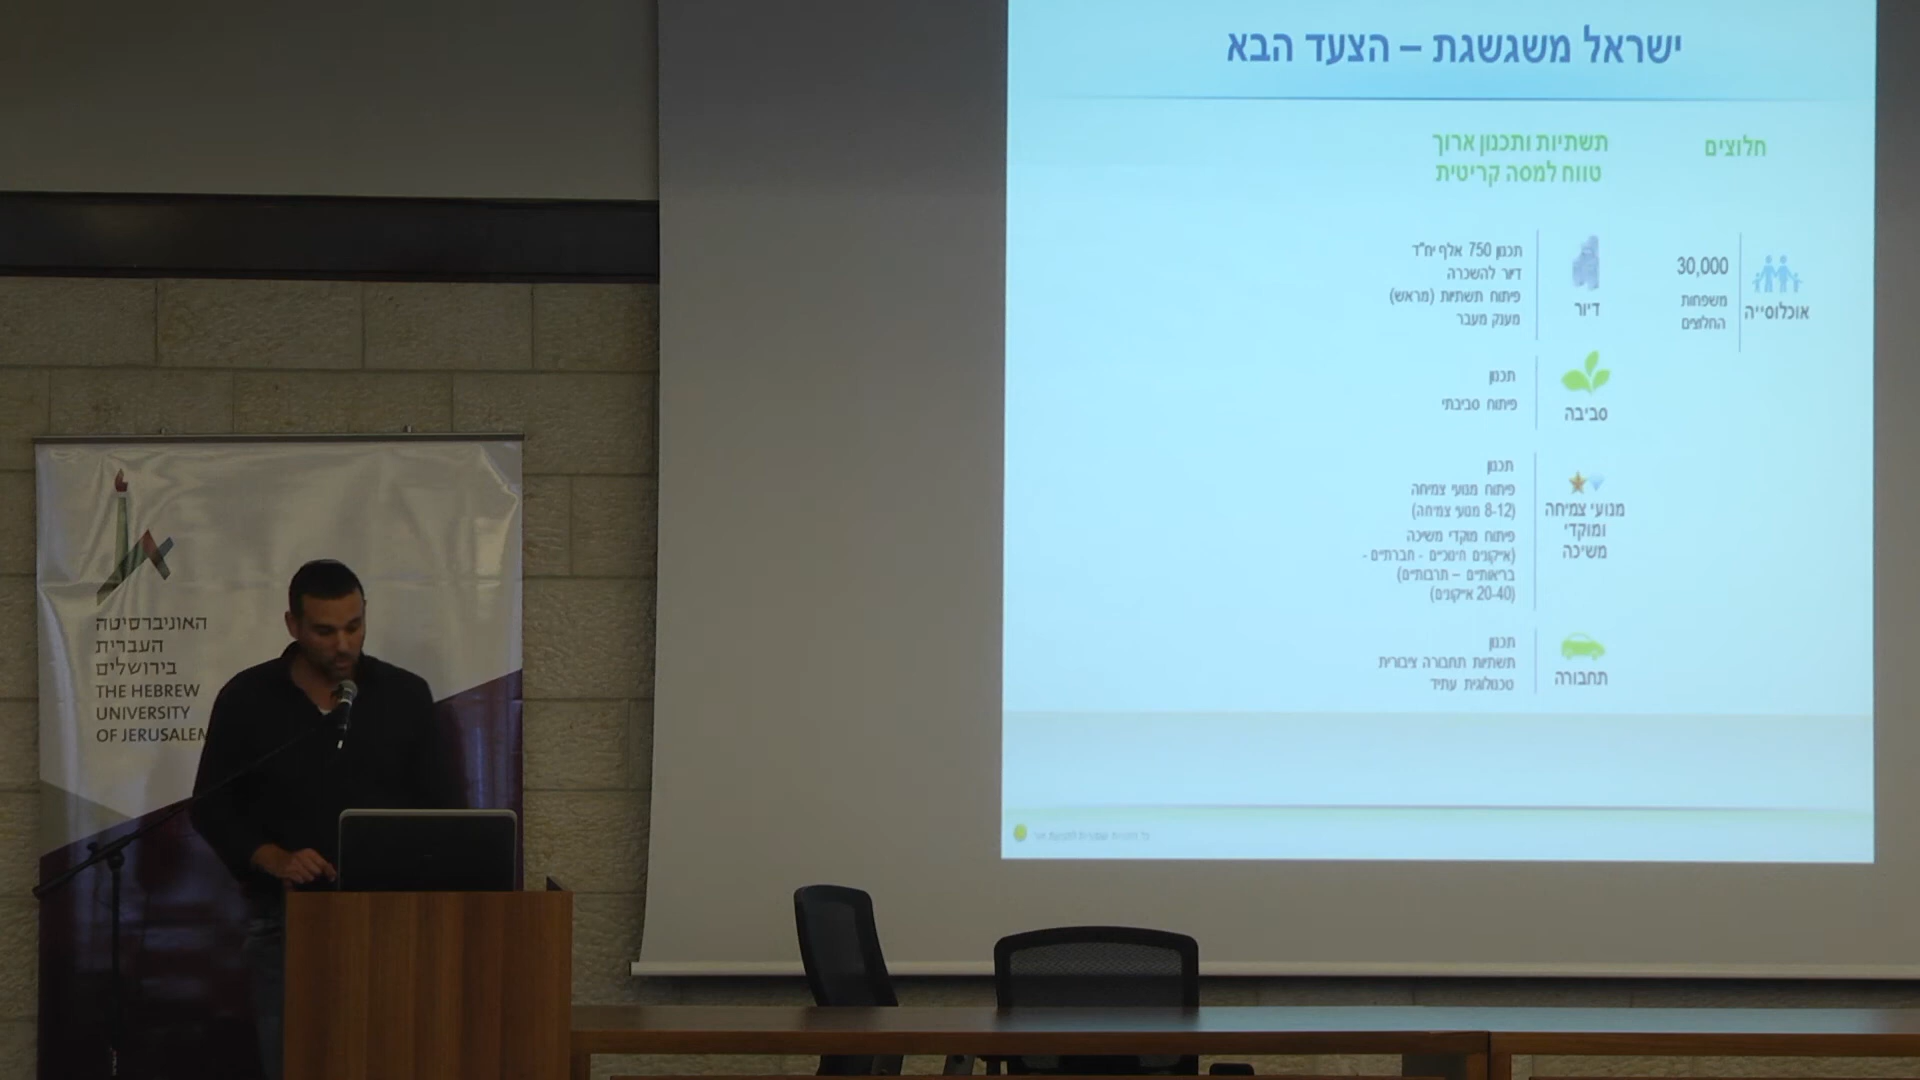 ישראל משגשגת – הצעד הבא
חלוצים
תשתיות ותכנון ארוך
טווח למסה קריטית
אוכלוסייה
30,000
משפחות
החלוצים
דיור
תכנון 750 אלף יח"ד
דיור להשכרה
פיתוח תשתיות (מראש)
מענק מעבר
סביבה
תכנון
פיתוח סביבתי
מנועי צמיחה
ומוקדי
משיכה
תכנון
פיתוח מנועי צמיחה
(8-12 מנועי צמיחה)
פיתוח מוקדי משיכה
(אייקונים חינוכיים - חברתיים -
בריאותיים – תרבותיים)
(20-40 אייקונים)
תחבורה
תכנון
תשתיות תחבורה ציבורית
טכנולוגית עתיד
האוניברסיטה
העברית
בירושלים
THE HEBREW
UNIVERSITY
OF JERUSALEM